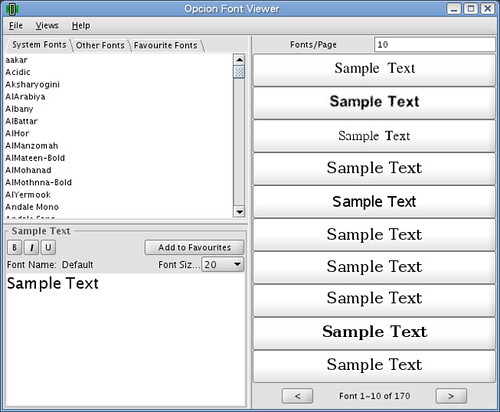 Opcion Font Viewer
File Views Help
System Fonts Other Fonts Favourite Fonts
aakar
Acidic
Aksharyogini
AlArabiya
Albany
AlBattar
AlHor
AlManzomah
AlMateen-Bold
AlMohanad
AlMothnna-Bold
AlYermook
Andale Mono
Sample Text
B I U Add to Favourites
Font Name: Default Font Siz... 20
Sample Text
Fonts/Page 10
Sample Text
Sample Text
Sample Text
Sample Text
Sample Text
Sample Text
Sample Text
Sample Text
Sample Text
Sample Text
< Font 1~10 of 170 >